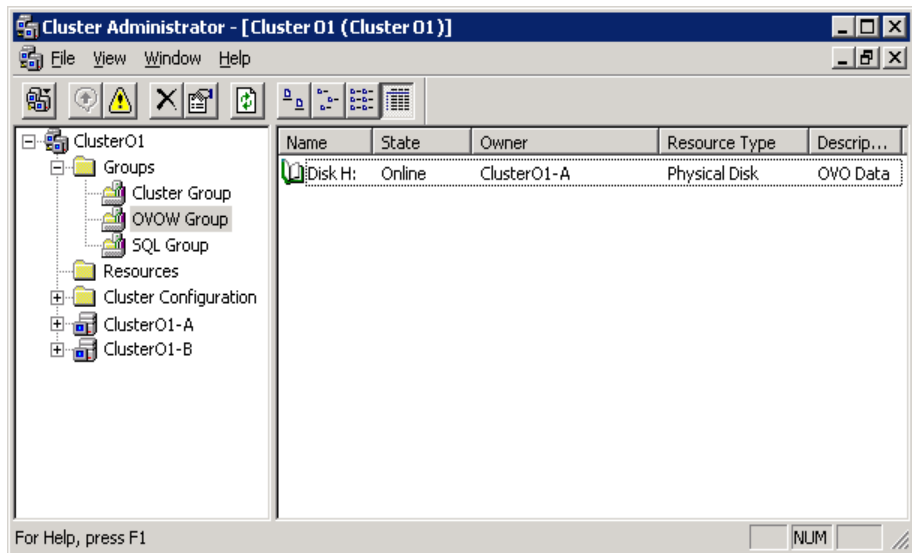 Cluster Administrator - [Cluster 01 (Cluster 01)]
File View Window Help
Cluster01
Groups
Cluster Group
OVOW Group
SQL Group
Resources
Cluster Configuration
Cluster01-A
Cluster01-B
Name State Owner Resource Type Descrip...
Disk H: Online Cluster01-A Physical Disk OVO Data
For Help, press F1
NUM